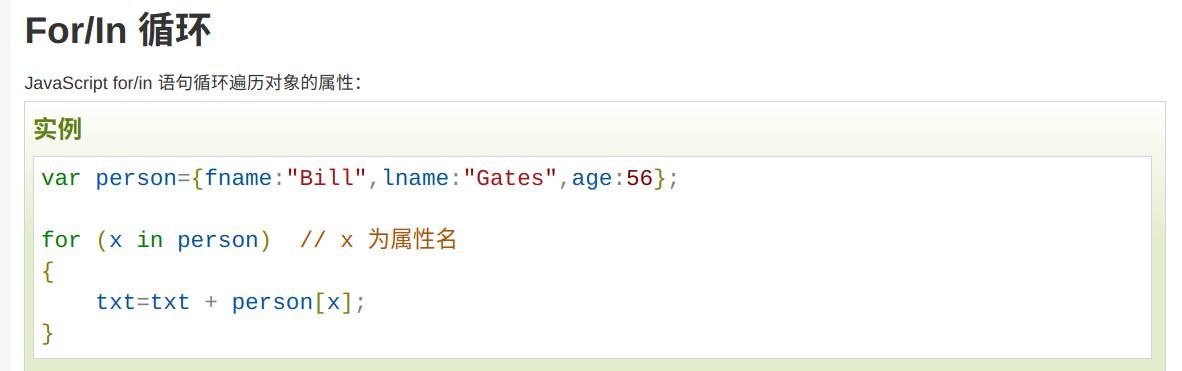 For/In 循环
JavaScript for/in 语句循环遍历对象的属性：
实例
var person={fname:"Bill",lname:"Gates",age:56};
for (x in person)  // x 为属性名
{
    txt=txt + person[x];
}